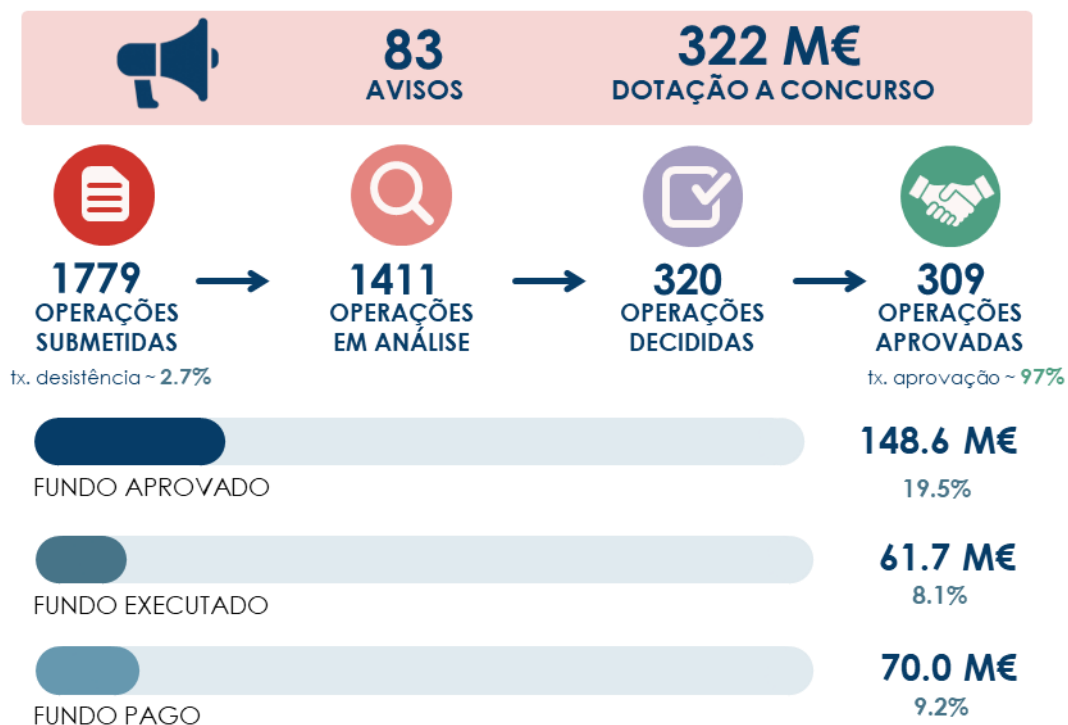 83
AVISOS
322 M€
DOTAÇÃO A CONCURSO
1779
OPERAÇÕES
SUBMETIDAS
tx. desistência ~ 2.7%
1411
OPERAÇÕES
EM ANÁLISE
320
OPERAÇÕES
DECIDIDAS
309
OPERAÇÕES
APROVADAS
tx. aprovação ~ 97%
148.6 M€
19.5%
FUNDO APROVADO
61.7 M€
8.1%
FUNDO EXECUTADO
70.0 M€
9.2%
FUNDO PAGO